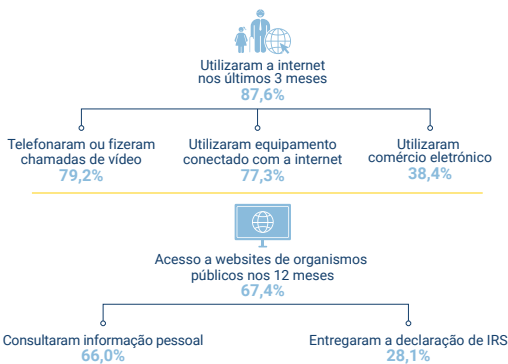 Utilizaram a internet
nos últimos 3 meses
87,6%
Telefonaram ou fizeram
chamadas de vídeo
79,2%
Utilizaram equipamento
conectado com a internet
77,3%
Utilizaram
comércio eletrónico
38,4%
Acesso a websites de organismos
públicos nos 12 meses
67,4%
Consultaram informação pessoal
66,0%
Entregaram a declaração de IRS
28,1%